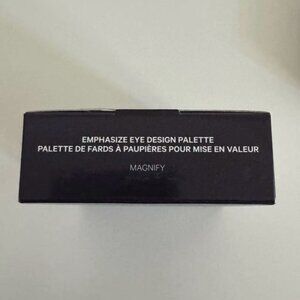 EMPHASIZE EYE DESIGN PALETTE
PALETTE DE FARDS À PAUPIÈRES POUR MISE EN VALEUR
MAGNIFY